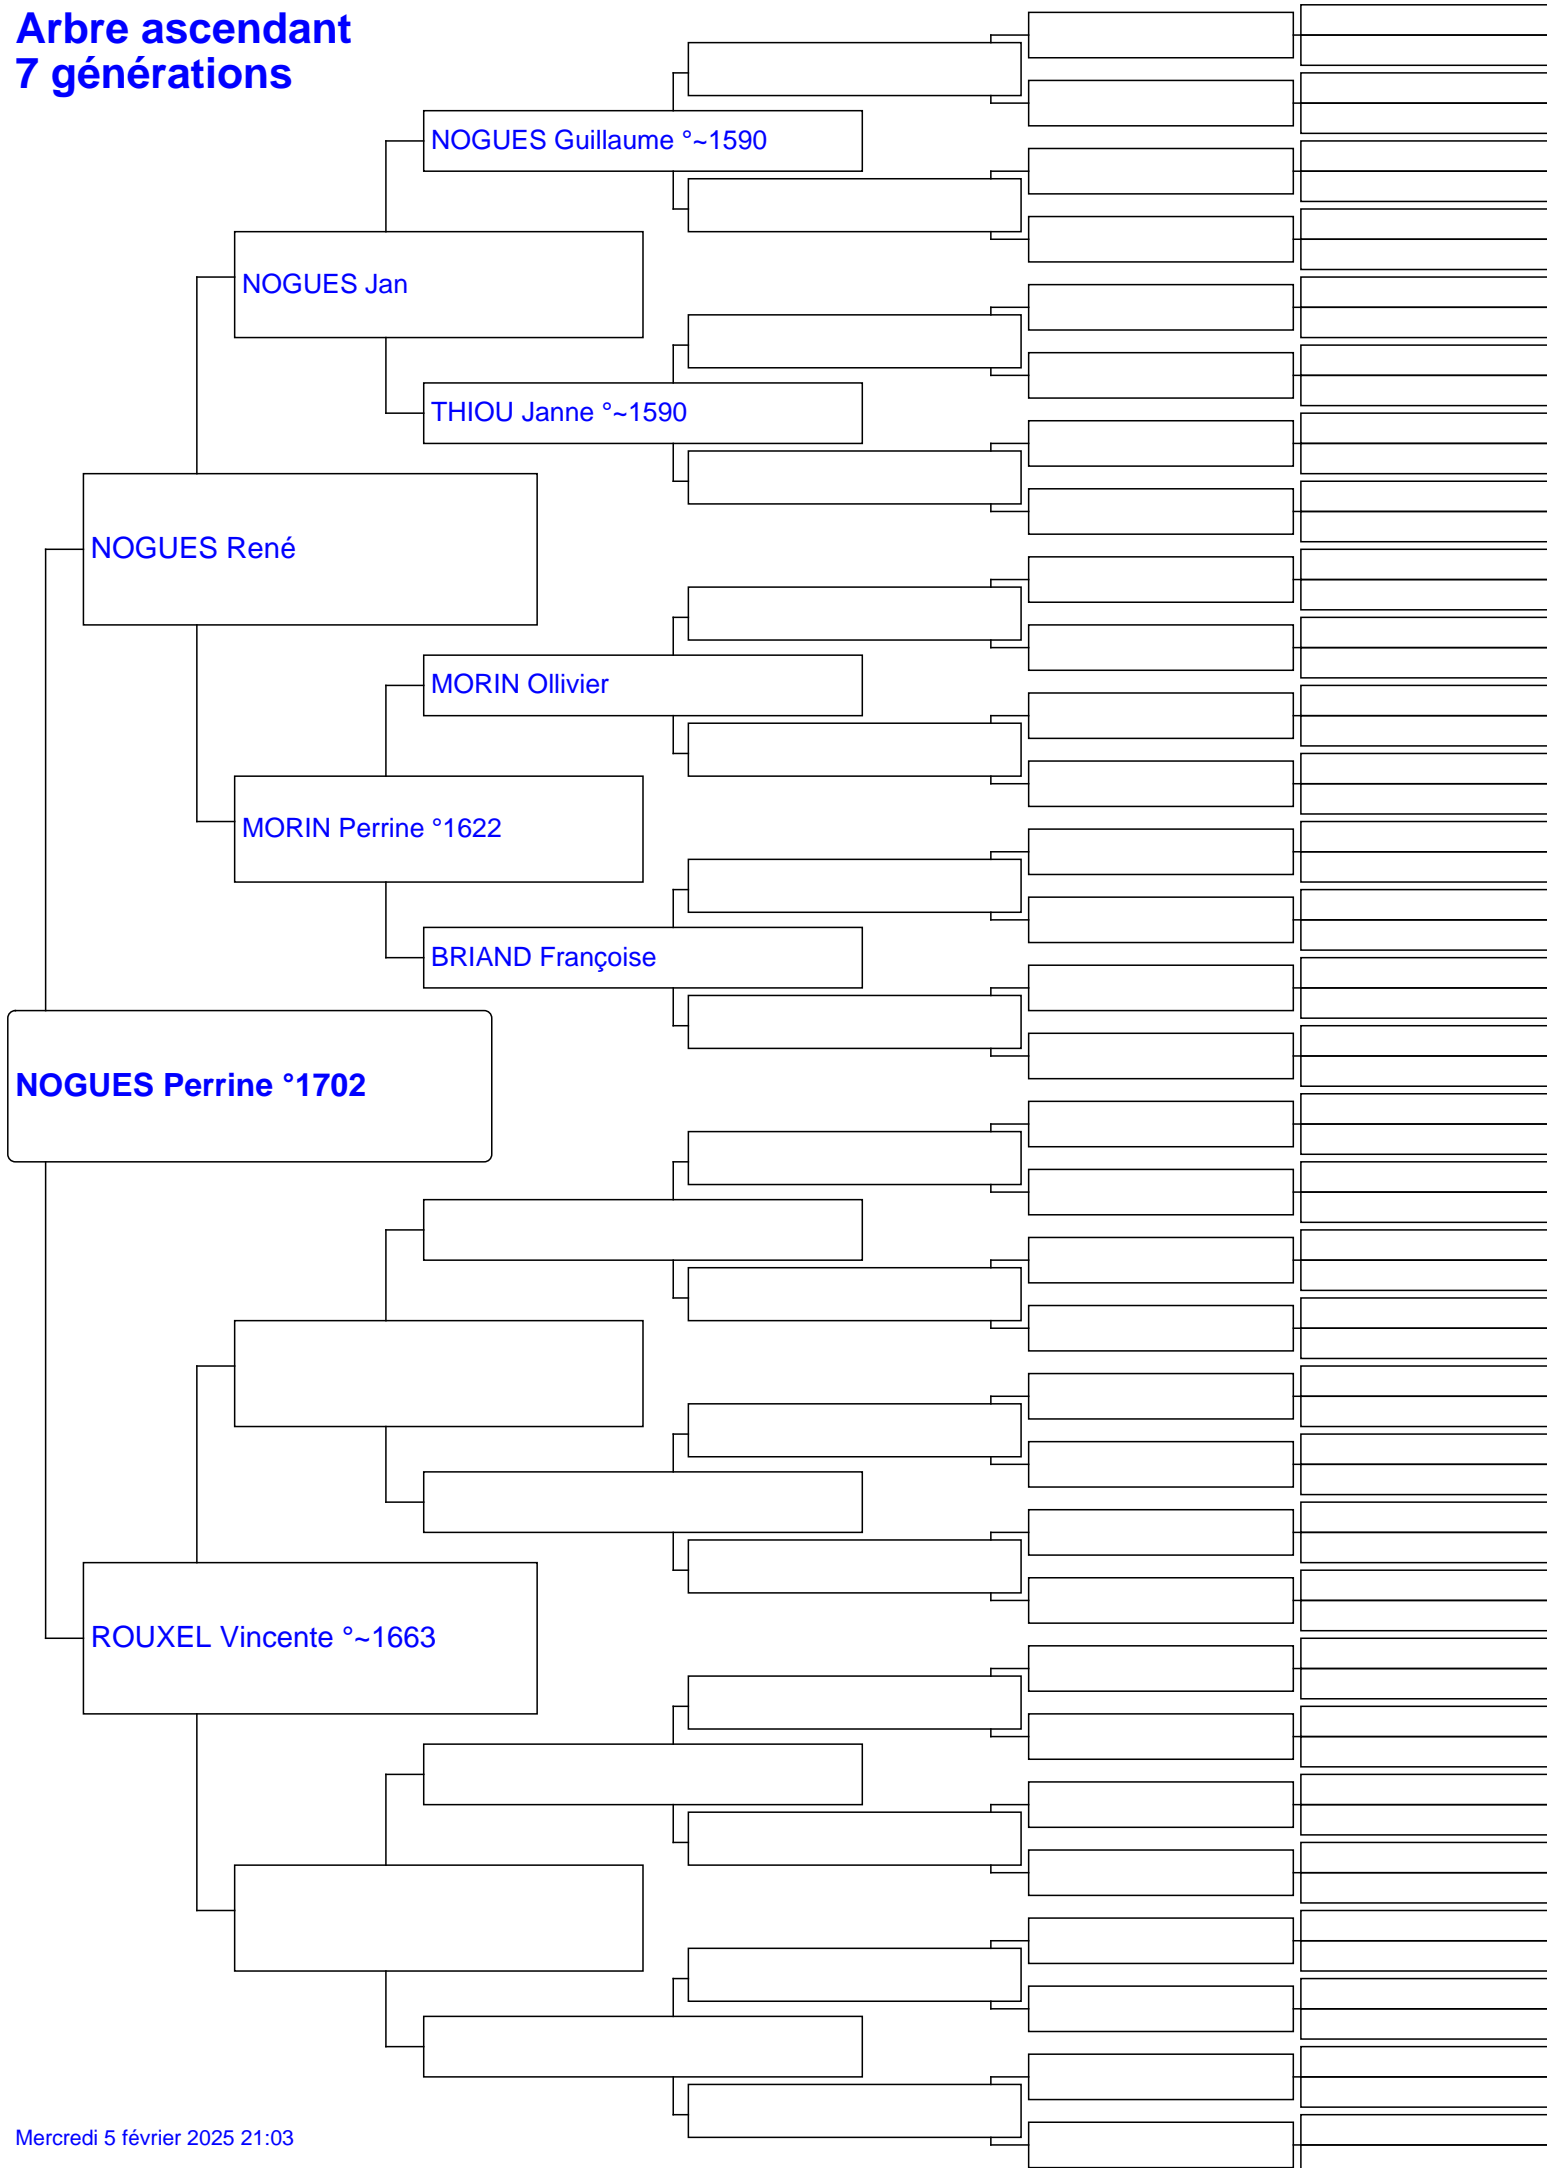 Arbre ascendant
7 générations
NOGUES Guillaume °~1590
NOGUES Jan
THIOU Janne °~1590
NOGUES René
MORIN Ollivier
MORIN Perrine °1622
BRIAND Françoise
NOGUES Perrine °1702
ROUXEL Vincente °~1663
Mercredi 5 février 2025 21:03